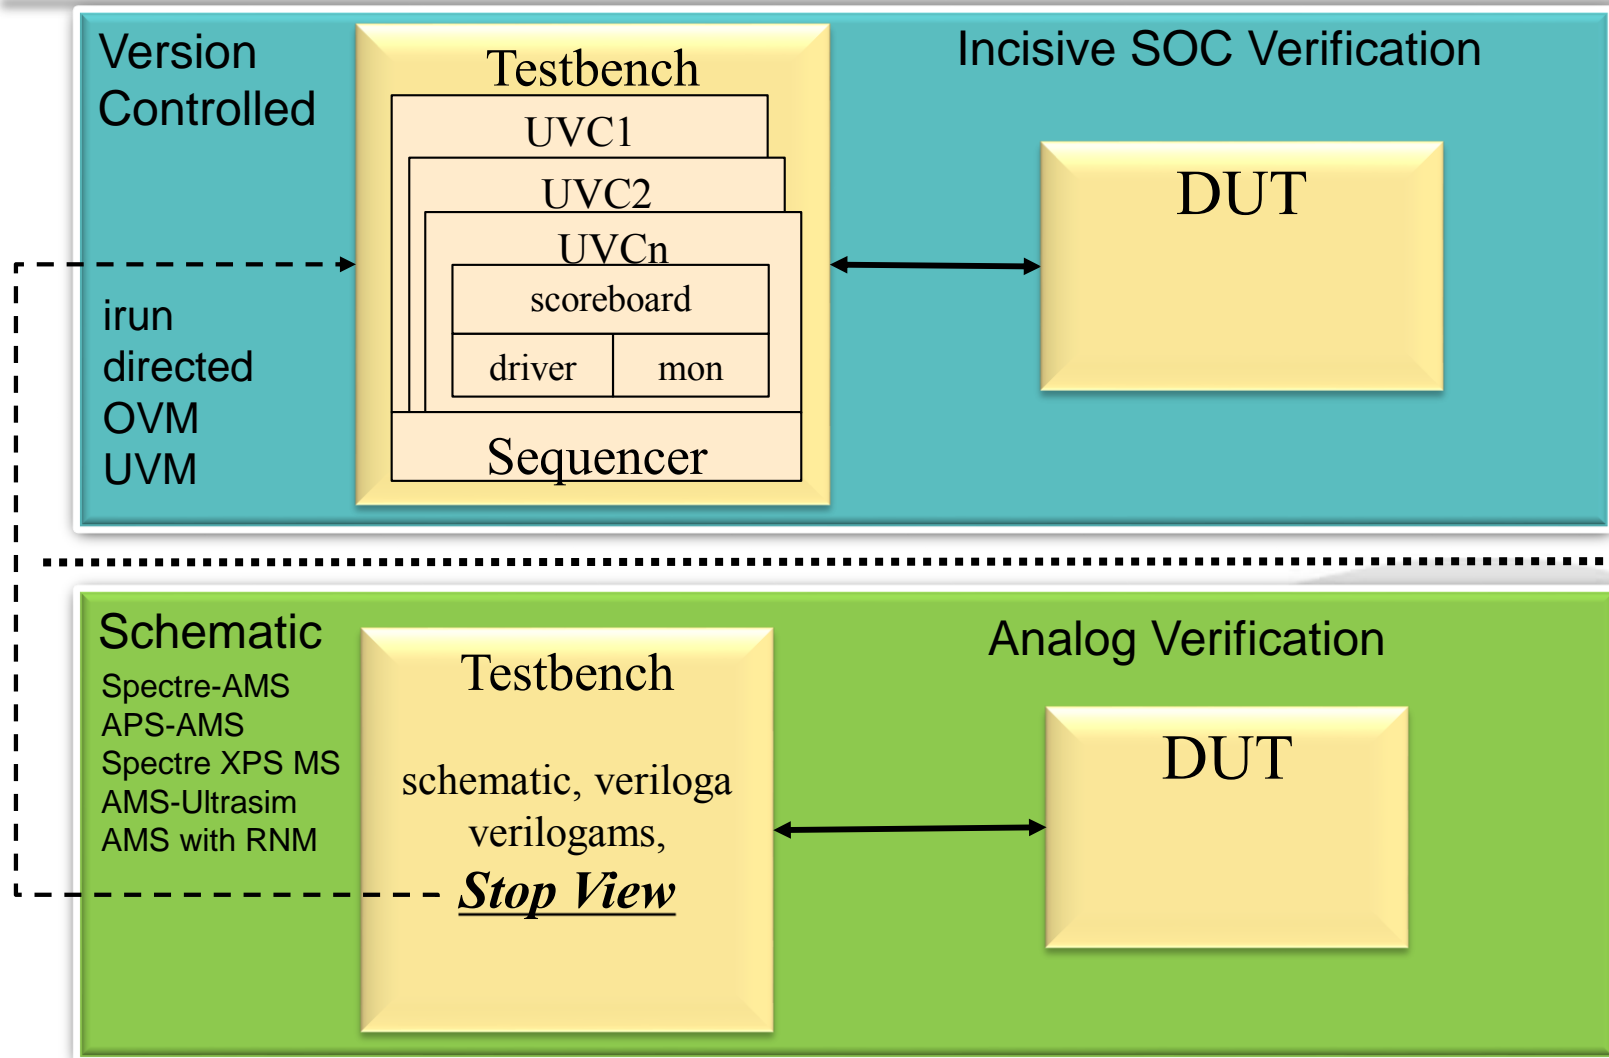 Version
Controlled
Testbench
Incisive SOC Verification
UVC1
UVC2
UVCn
scoreboard
driver
mon
Sequencer
DUT
irun
directed
OVM
UVM
Schematic
Spectre-AMS
APS-AMS
Spectre XPS MS
AMS-Ultrasim
AMS with RNM
Testbench
schematic, veriloga
verilogams,
Stop View
Analog Verification
DUT